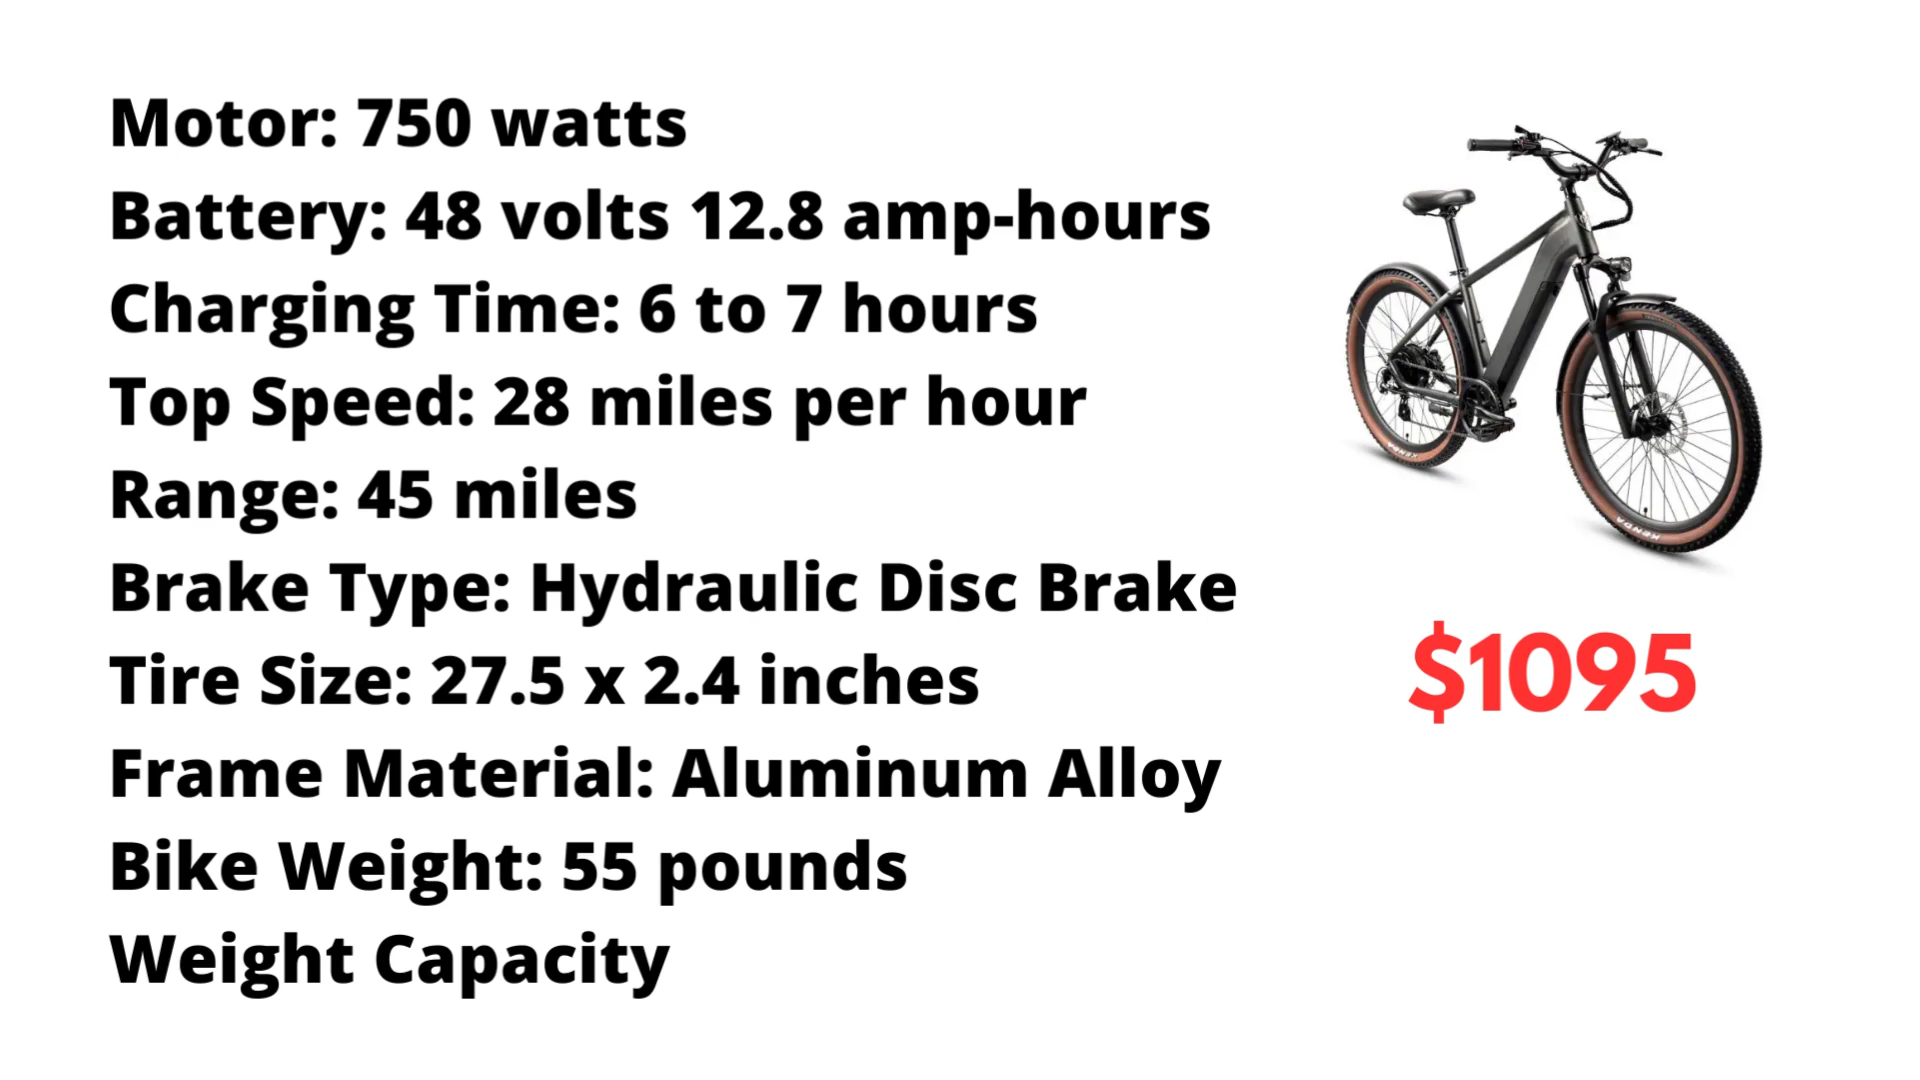 Motor: 750 watts
Battery: 48 volts 12.8 amp-hours
Charging Time: 6 to 7 hours
Top Speed: 28 miles per hour
Range: 45 miles
Brake Type: Hydraulic Disc Brake
Tire Size: 27.5 x 2.4 inches
Frame Material: Aluminum Alloy
Bike Weight: 55 pounds
Weight Capacity
$1095
KENDA
KENDA